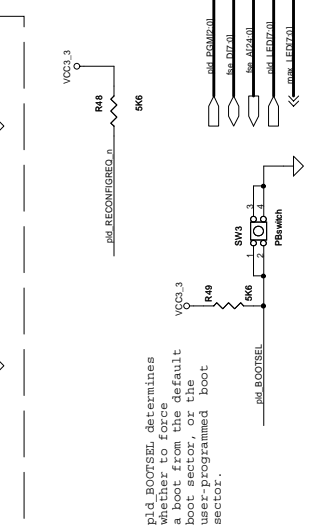 VCC3_3
R48
5K6
pld_RECONFIGREQ_n
pld_PGM[2:0]
fse_D[7:0]
fse_A[24:0]
pld_LED[7:0]
max_LED[7:0]
VCC3_3
R49
5K6
SW3
1
3
2
4
PBswitch
pld_BOOTSEL
pld_BOOTSEL determines
whether to force
a boot from the default
boot sector, or the
user-programmed boot
sector.